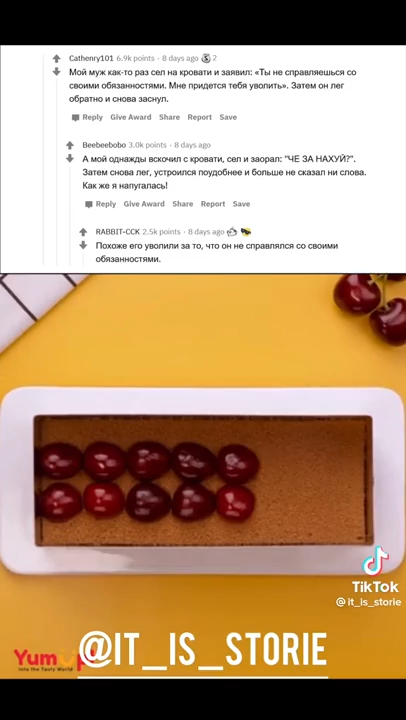 Cathenry101 6.9k points · 8 days ago 2
Мой муж как-то раз сел на кровати и заявил: «Ты не справляешься со
своими обязанностями. Мне придется тебя уволить». Затем он лег
обратно и снова заснул.
Reply Give Award Share Report Save
Beebeebobo 3.0k points · 8 days ago
А мой однажды вскочил с кровати, сел и заорал: "ЧЕ ЗА НАХУЙ?".
Затем снова лег, устроился поудобнее и больше не сказал ни слова.
Как же я напугалась!
Reply Give Award Share Report Save
RABBIT-CCK 2.5k points · 8 days ago
Похоже его уволили за то, что он не справлялся со своими
обязанностями.
TikTok
@it_is_storie
YumUp!
Into the Tasty World
@IT_IS_STORIE